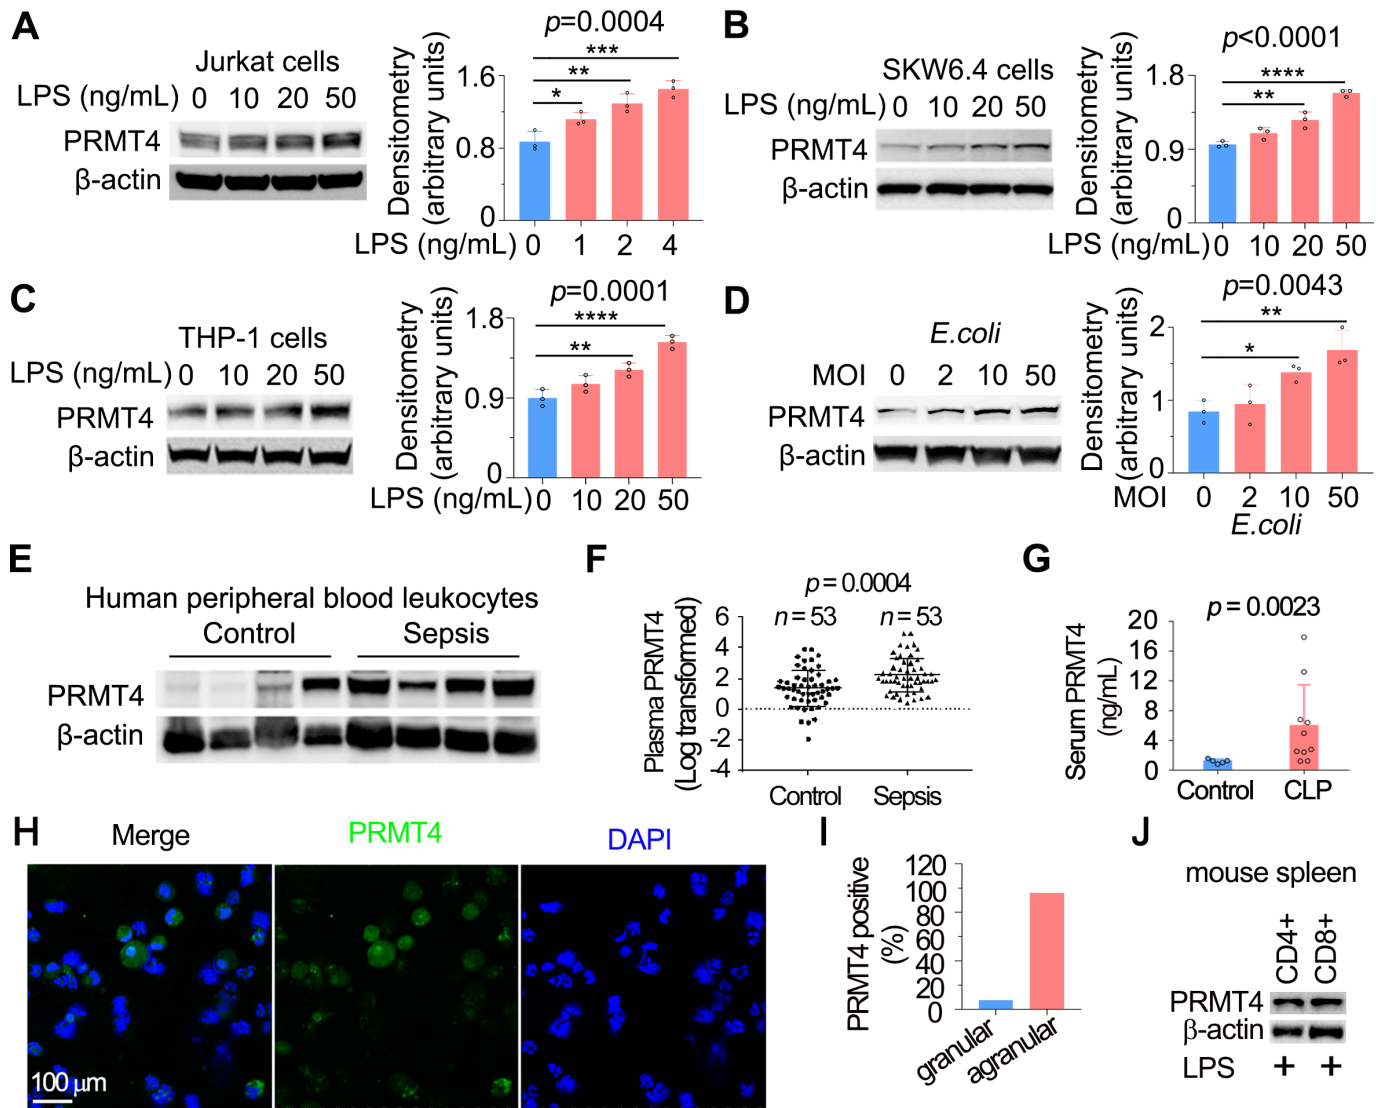 A
Jurkat cells
LPS (ng/mL) 0 10 20 50
PRMT4
β-actin
Densitometry
(arbitrary units)
p=0.0004
***
**
*
1.6
0.8
0
LPS (ng/mL) 0 1 2 4
B
SKW6.4 cells
LPS (ng/mL) 0 10 20 50
PRMT4
β-actin
Densitometry
(arbitrary units)
p<0.0001
****
**
1.8
0.9
0
LPS (ng/mL) 0 10 20 50
C
THP-1 cells
LPS (ng/mL) 0 10 20 50
PRMT4
β-actin
Densitometry
(arbitrary units)
p=0.0001
****
**
1.8
0.9
0
LPS (ng/mL) 0 10 20 50
D
E.coli
MOI 0 2 10 50
PRMT4
β-actin
Densitometry
(arbitrary units)
p=0.0043
**
*
2
1
0
MOI 0 2 10 50
E.coli
E
Human peripheral blood leukocytes
Control Sepsis
PRMT4
β-actin
F
Plasma PRMT4
(Log transformed)
p = 0.0004
n = 53 n = 53
6
4
2
0
-2
-4
Control Sepsis
G
Serum PRMT4
(ng/mL)
p = 0.0023
20
16
12
8
4
0
Control CLP
H
Merge PRMT4 DAPI
100 μm
I
PRMT4 positive
(%)
120
100
80
60
40
20
0
granular
agranular
J
mouse spleen
CD4+
CD8+
PRMT4
β-actin
LPS + +